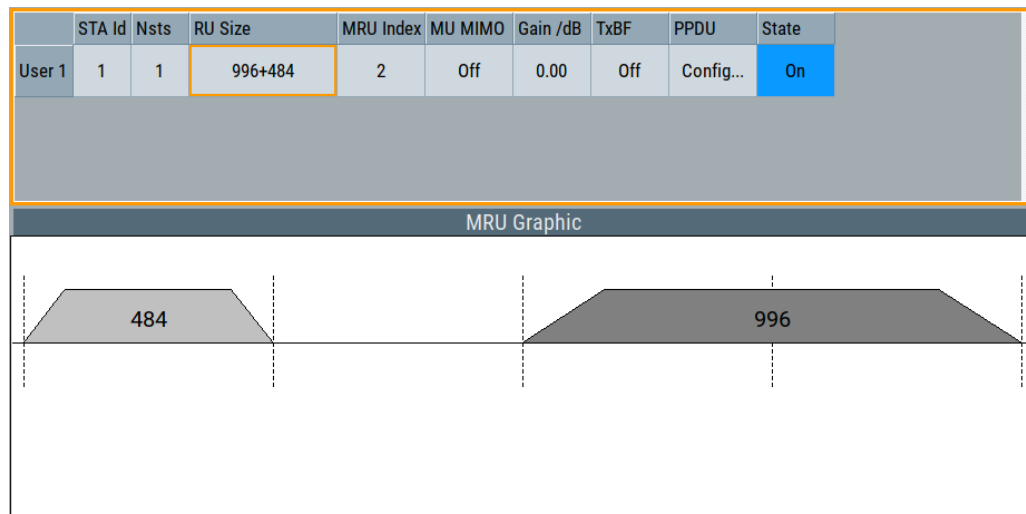 STA Id Nsts RU Size MRU Index MU MIMO Gain /dB TxBF PPDU State
User 1 1 1 996+484 2 Off 0.00 Off Config... On
MRU Graphic
484 996